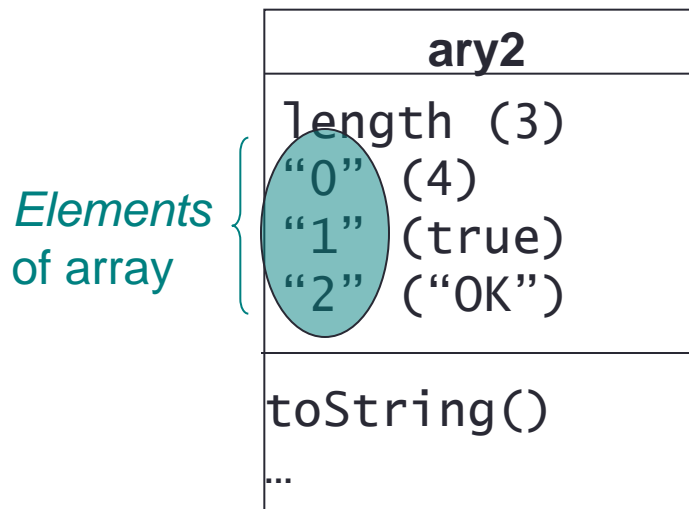 ary2
length (3)
“0” (4)
“1” (true)
“2” (“OK”)
Elements
of array
toString()
…